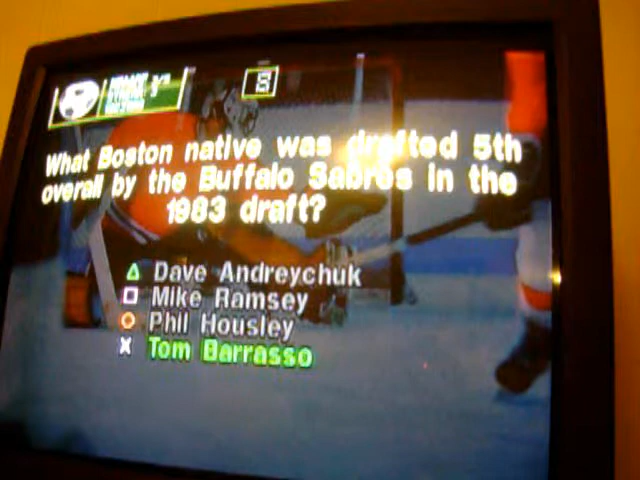 8
What Boston native was drafted 5th
overall by the Buffalo Sabres in the
1983 draft?
Dave Andreychuk
Mike Ramsey
Phil Housley
X Tom Barrasso